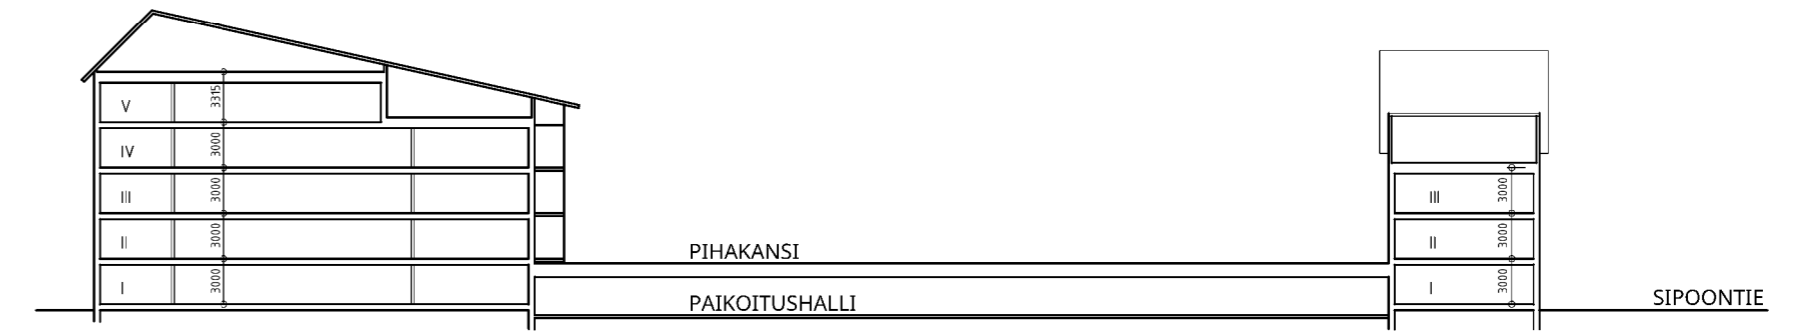 V 3315
IV 3000
III 3000
II 3000
I 3000
PIHAKANSI
PAIKOITUSHALLI
III 3000
II 3000
I 3000
SIPOONTIE